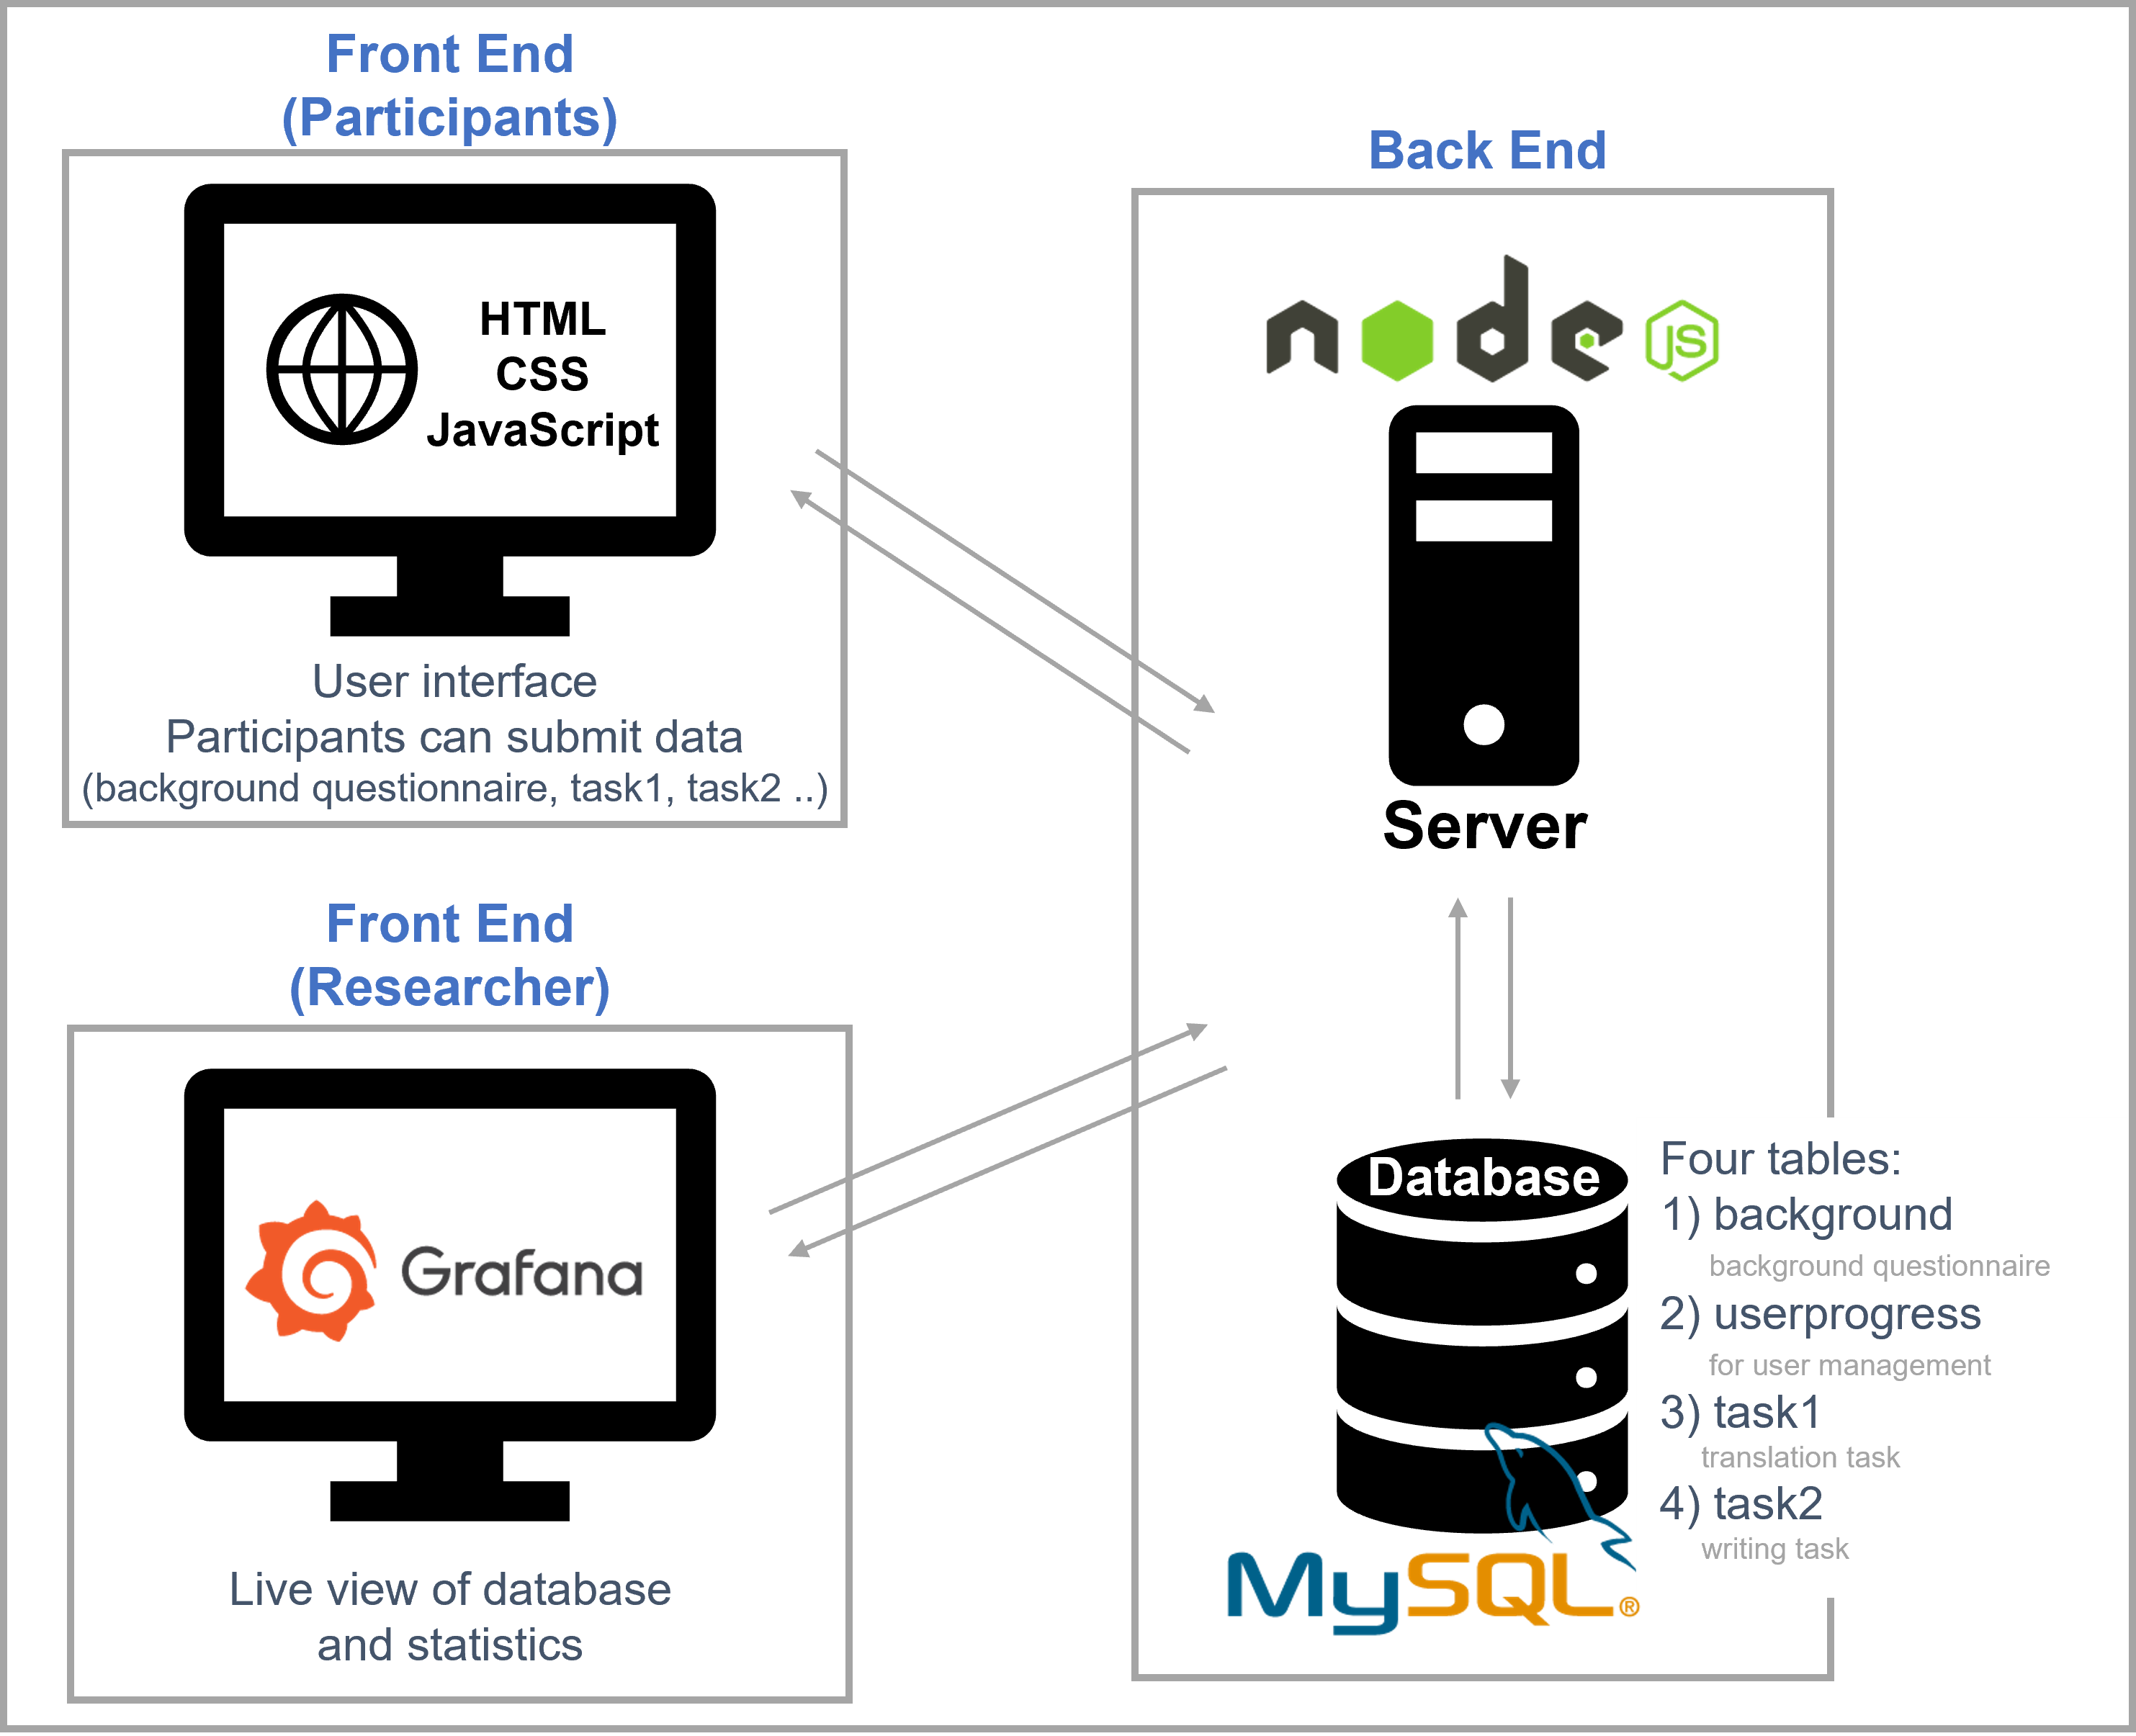 Front End
(Participants)
HTML
CSS
JavaScript
User interface
Participants can submit data
(background questionnaire, task1, task2 ..)
Front End
(Researcher)
Grafana
Live view of database
and statistics
Back End
node
JS
Server
Database
MySQL®
Four tables:
1) background
background questionnaire
2) userprogress
for user management
3) task1
translation task
4) task2
writing task